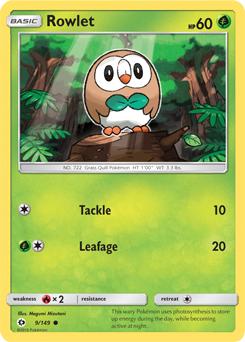 BASIC Rowlet HP60
NO. 722 Grass Quill Pokémon HT: 1'00" WT: 3.3 lbs.
Tackle 10
Leafage 20
weakness ×2 resistance retreat
Illus. Megumi Mizutani
9/149
©2016 Pokémon
This wary Pokémon uses photosynthesis to store
up energy during the day, while becoming
active at night.